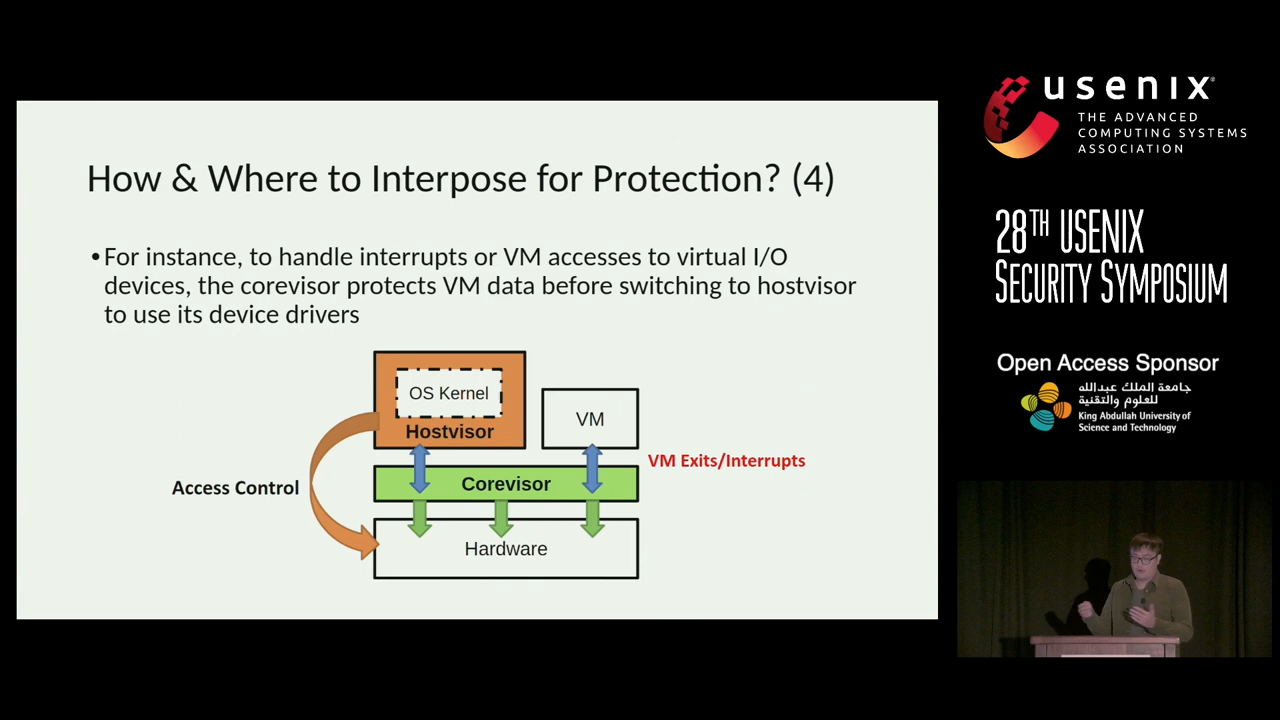 How & Where to Interpose for Protection? (4)
•For instance, to handle interrupts or VM accesses to virtual I/O
devices, the corevisor protects VM data before switching to hostvisor
to use its device drivers
OS Kernel
Hostvisor
VM
VM Exits/Interrupts
Corevisor
Access Control
Hardware
usenix
THE ADVANCED
COMPUTING SYSTEMS
ASSOCIATION
28TH USENIX
SECURITY SYMPOSIUM
Open Access Sponsor
جامعة الملك عبدالله
للعلوم والتقنية
King Abdullah University of
Science and Technology